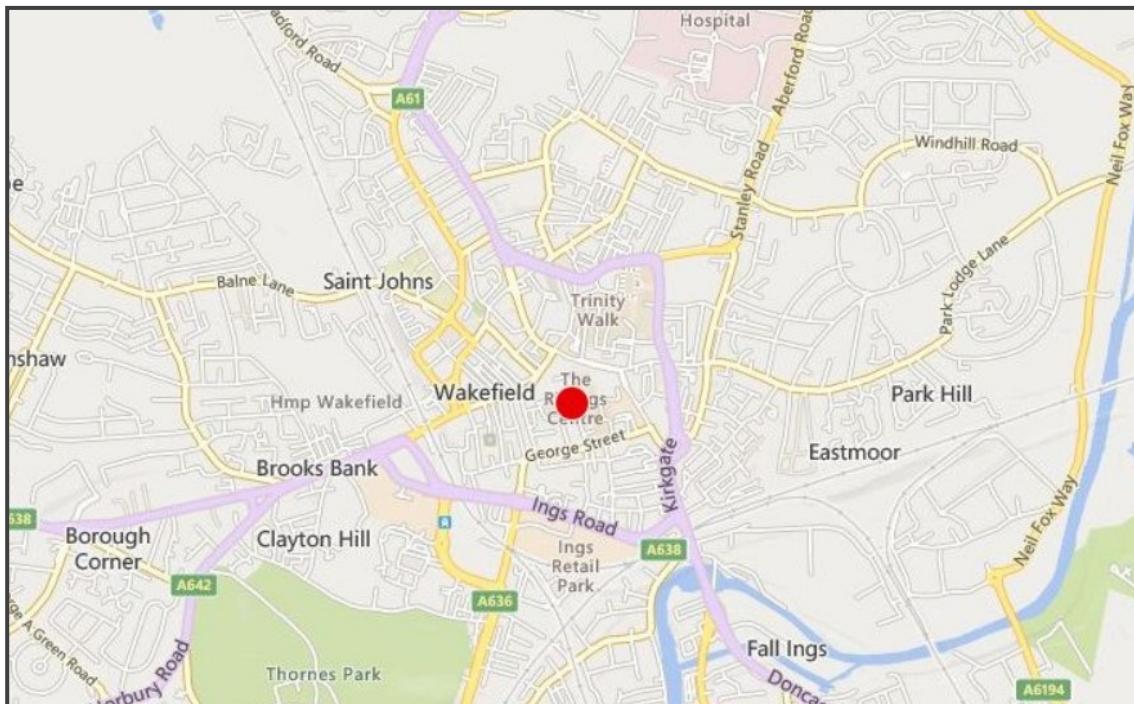 Hospital
adford Road
A61
Aberford Road
Neil Fox Way
Windhill Road
Stanley Road
Saint Johns
Balne Lane
Trinity
Walk
Park Lodge Lane
nshaw
Wakefield
The
Centre
Hmp Wakefield
Park Hill
George Street
Kirkgate
Eastmoor
Brooks Bank
Ings Road
638
Borough
Corner
Clayton Hill
Ings
Retail
Park
A638
Neil Fox Way
A642
A636
A Green Road
Thornes Park
Fall Ings
orbury Road
Doncas
A6194